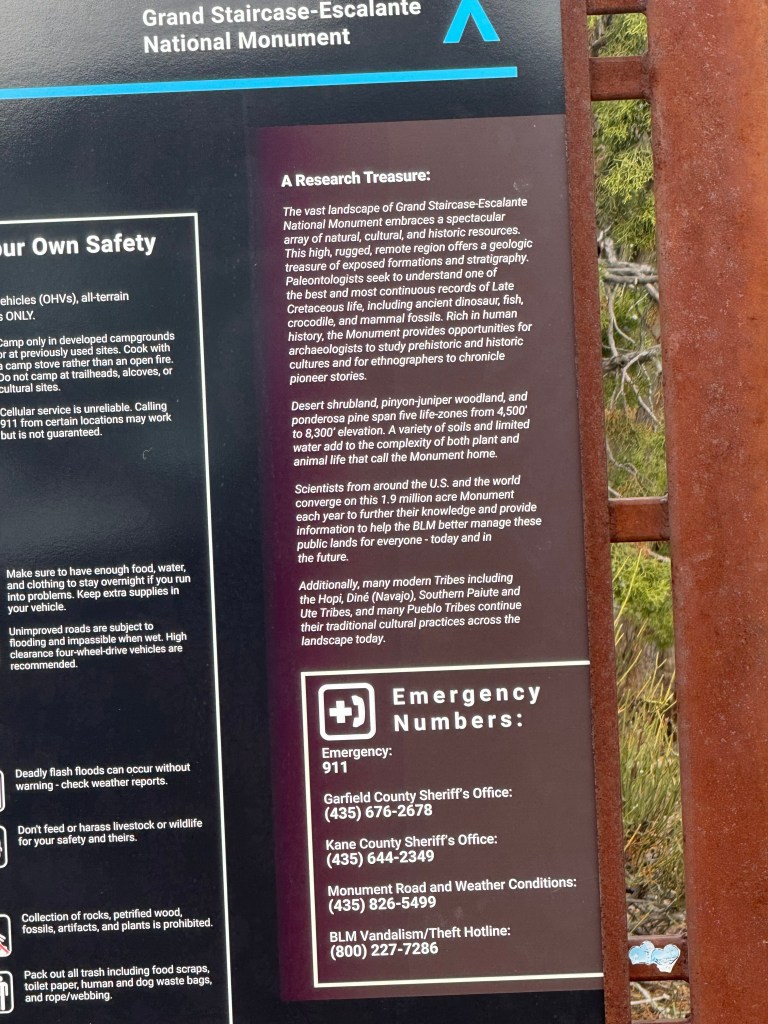 Grand Staircase-Escalante
National Monument
our Own Safety
ehicles (OHVs), all-terrain
s ONLY.
Camp only in developed campgrounds
or at previously used sites. Cook with
a camp stove rather than an open fire.
Do not camp at trailheads, alcoves, or
cultural sites.
Cellular service is unreliable. Calling
911 from certain locations may work
but is not guaranteed.
Make sure to have enough food, water,
and clothing to stay overnight if you run
into problems. Keep extra supplies in
your vehicle.
Unimproved roads are subject to
flooding and impassible when wet. High
clearance four-wheel-drive vehicles are
recommended.
Deadly flash floods can occur without
warning - check weather reports.
Don't feed or harass livestock or wildlife
for your safety and theirs.
Collection of rocks, petrified wood,
fossils, artifacts, and plants is prohibited.
Pack out all trash including food scraps,
toilet paper, human and dog waste bags,
and rope/webbing.
A Research Treasure:
The vast landscape of Grand Staircase-Escalante
National Monument embraces a spectacular
array of natural, cultural, and historic resources.
This high, rugged, remote region offers a geologic
treasure of exposed formations and stratigraphy.
Paleontologists seek to understand one of
the best and most continuous records of Late
Cretaceous life, including ancient dinosaur, fish,
crocodile, and mammal fossils. Rich in human
history, the Monument provides opportunities for
archaeologists to study prehistoric and historic
cultures and for ethnographers to chronicle
pioneer stories.
Desert shrubland, pinyon-juniper woodland, and
ponderosa pine span five life-zones from 4,500'
to 8,300' elevation. A variety of soils and limited
water add to the complexity of both plant and
animal life that call the Monument home.
Scientists from around the U.S. and the world
converge on this 1.9 million acre Monument
each year to further their knowledge and provide
information to help the BLM better manage these
public lands for everyone - today and in
the future.
Additionally, many modern Tribes including
the Hopi, Diné (Navajo), Southern Paiute and
Ute Tribes, and many Pueblo Tribes continue
their traditional cultural practices across the
landscape today.
Emergency
Numbers:
Emergency:
911
Garfield County Sheriff's Office:
(435) 676-2678
Kane County Sheriff's Office:
(435) 644-2349
Monument Road and Weather Conditions:
(435) 826-5499
BLM Vandalism/Theft Hotline:
(800) 227-7286